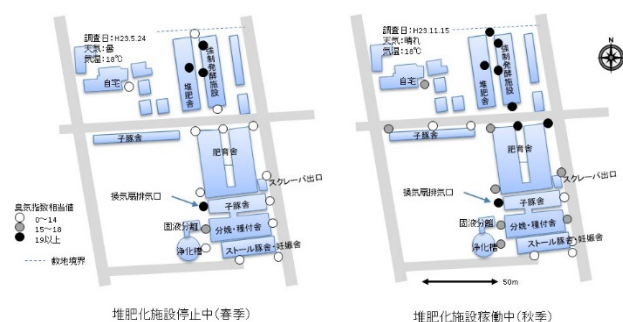 調査日:H23.5.24
天気:曇
気温:18℃
自宅
堆肥舎
強制発酵施設
子豚舎
肥育舎
スクレーパ出口
換気扇排気口
子豚舎
臭気指数相当値
0～14
15～18
19以上
固液分離
分娩・種付舎
浄化槽
ストール豚舎・妊娠舎
敷地境界
堆肥化施設停止中(春季)
調査日:H23.11.15
天気:晴れ
気温:18℃
自宅
堆肥舎
強制発酵施設
子豚舎
肥育舎
スクレーパ出口
換気扇排気口
子豚舎
固液分離
分娩・種付舎
浄化槽
ストール豚舎・妊娠舎
50m
堆肥化施設稼働中(秋季)